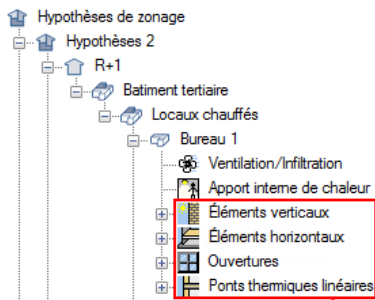 Hypothèses de zonage
Hypothèses 2
R+1
Batiment tertiaire
Locaux chauffés
Bureau 1
Ventilation/Infiltration
Apport interne de chaleur
Éléments verticaux
Éléments horizontaux
Ouvertures
Ponts thermiques linéaires